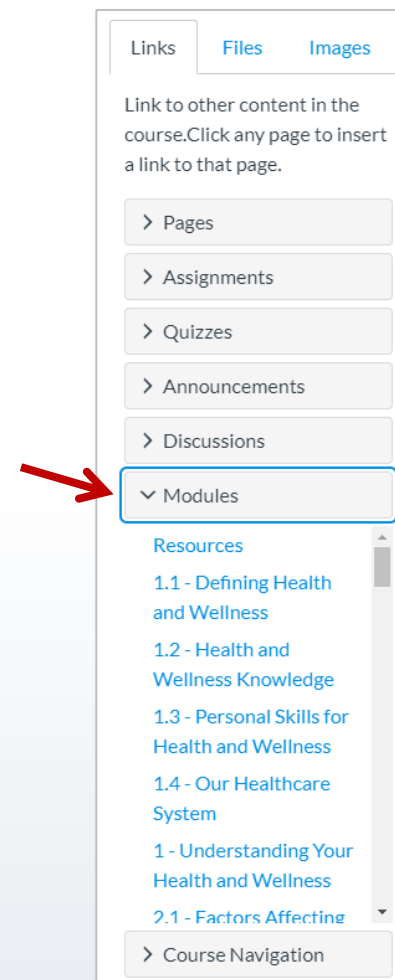 Links Files Images
Link to other content in the
course.Click any page to insert
a link to that page.
Pages
Assignments
Quizzes
Announcements
Discussions
Modules
Resources
1.1 - Defining Health
and Wellness
1.2 - Health and
Wellness Knowledge
1.3 - Personal Skills for
Health and Wellness
1.4 - Our Healthcare
System
1 - Understanding Your
Health and Wellness
2.1 - Factors Affecting
Course Navigation